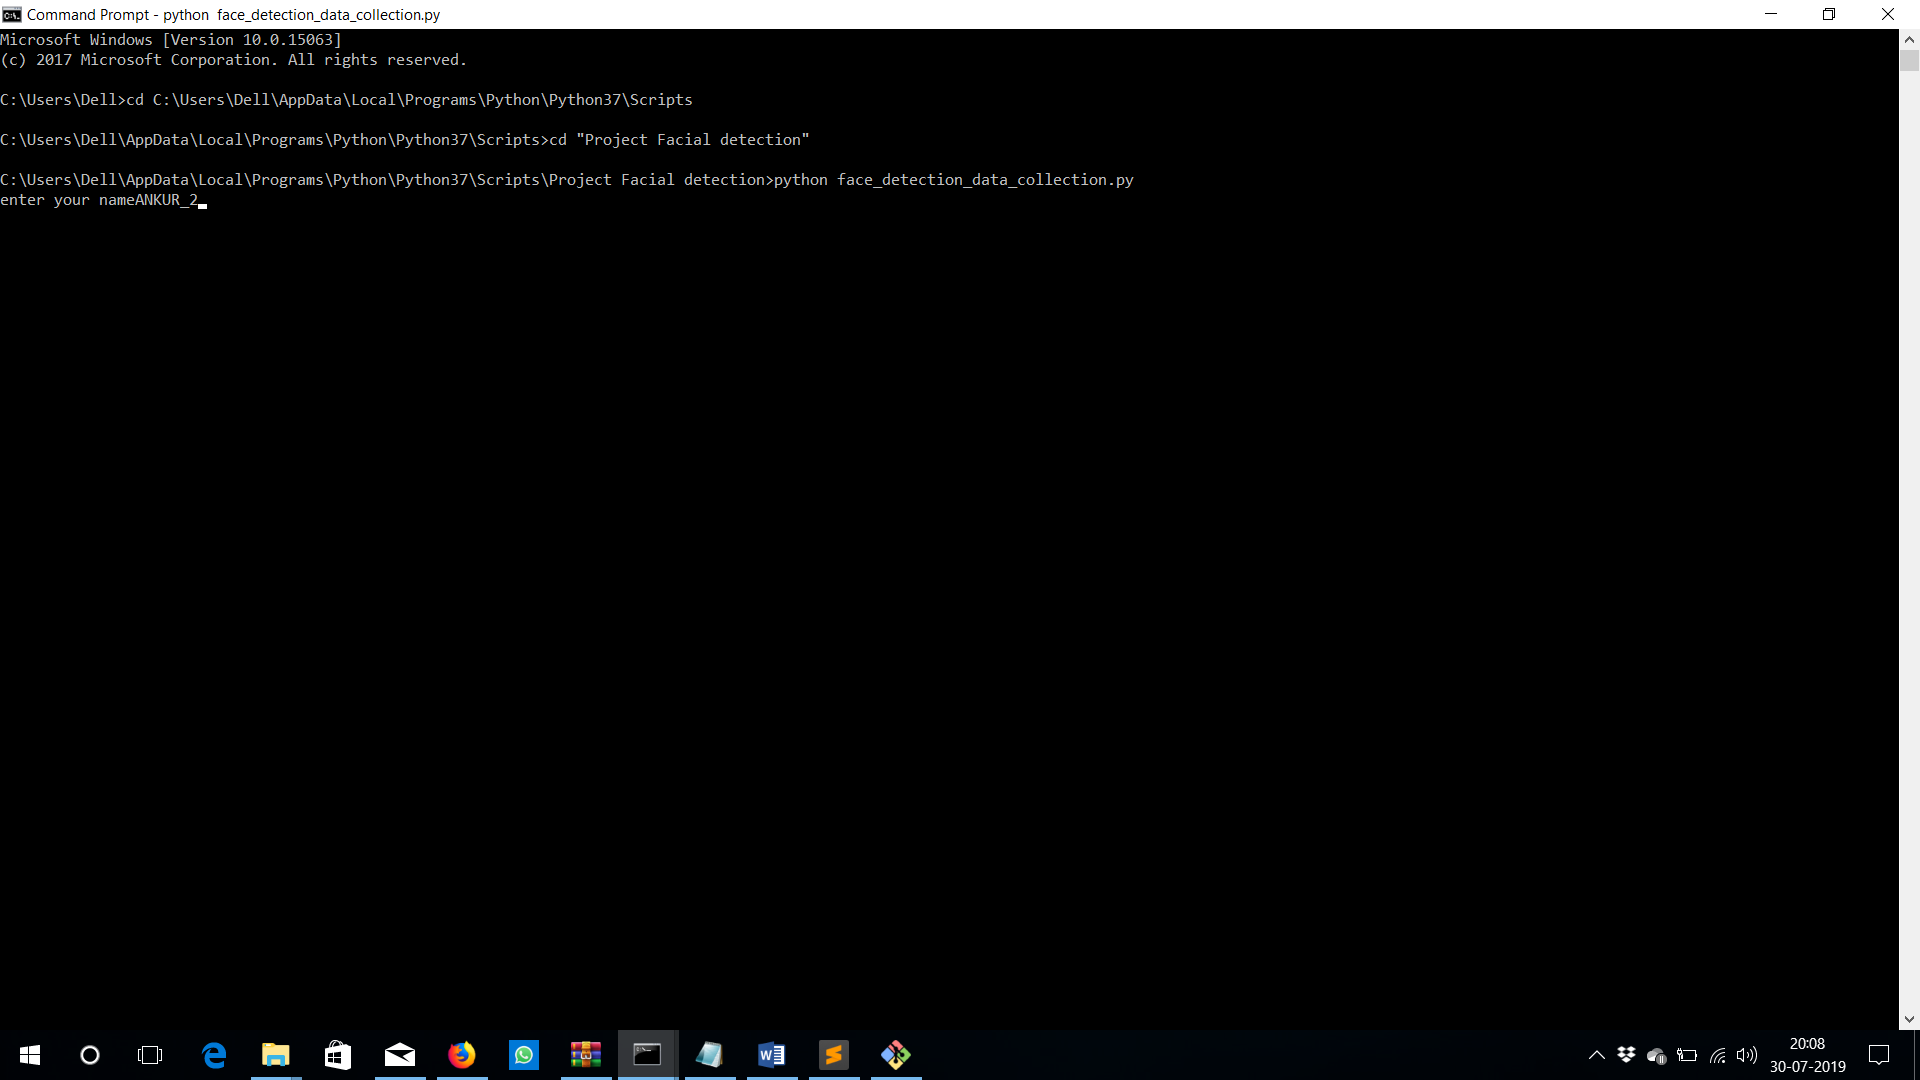 Command Prompt - python  face_detection_data_collection.py
Microsoft Windows [Version 10.0.15063]
(c) 2017 Microsoft Corporation. All rights reserved.
C:\Users\Dell>cd C:\Users\Dell\AppData\Local\Programs\Python\Python37\Scripts
C:\Users\Dell\AppData\Local\Programs\Python\Python37\Scripts>cd "Project Facial detection"
C:\Users\Dell\AppData\Local\Programs\Python\Python37\Scripts\Project Facial detection>python face_detection_data_collection.py
enter your nameANKUR_2
20:08
30-07-2019